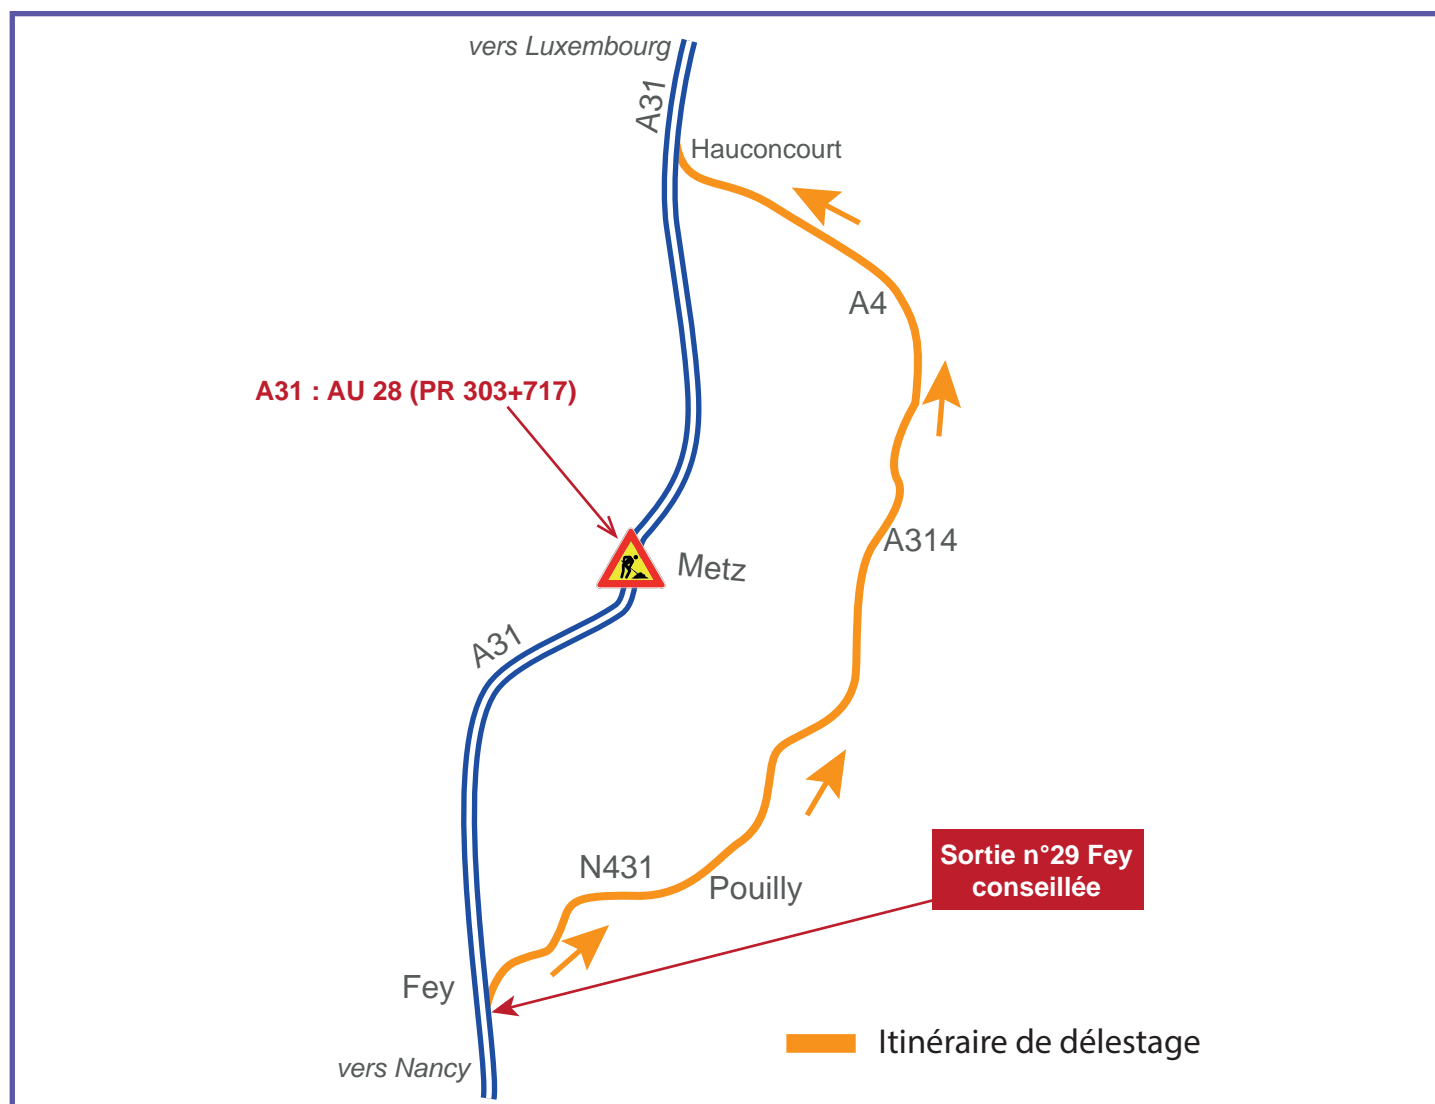 vers Luxembourg
A31
Hauconcourt
A4
A31 : AU 28 (PR 303+717)
A314
Metz
A31
Sortie n°29 Fey
conseillée
N431
Pouilly
Fey
Itinéraire de délestage
vers Nancy